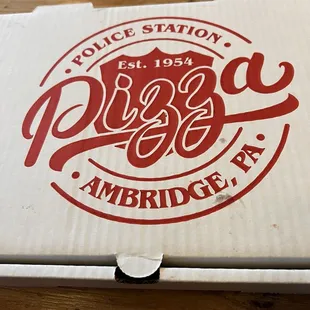 POLICE STATION
Est. 1954
Pizza
AMBRIDGE, PA